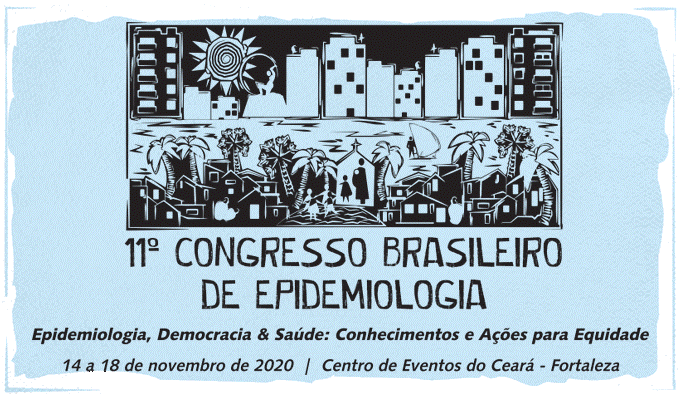 11º CONGRESSO BRASILEIRO
DE EPIDEMIOLOGIA
Epidemiologia, Democracia & Saúde: Conhecimentos e Ações para Equidade
14 a 18 de novembro de 2020 | Centro de Eventos do Ceará - Fortaleza